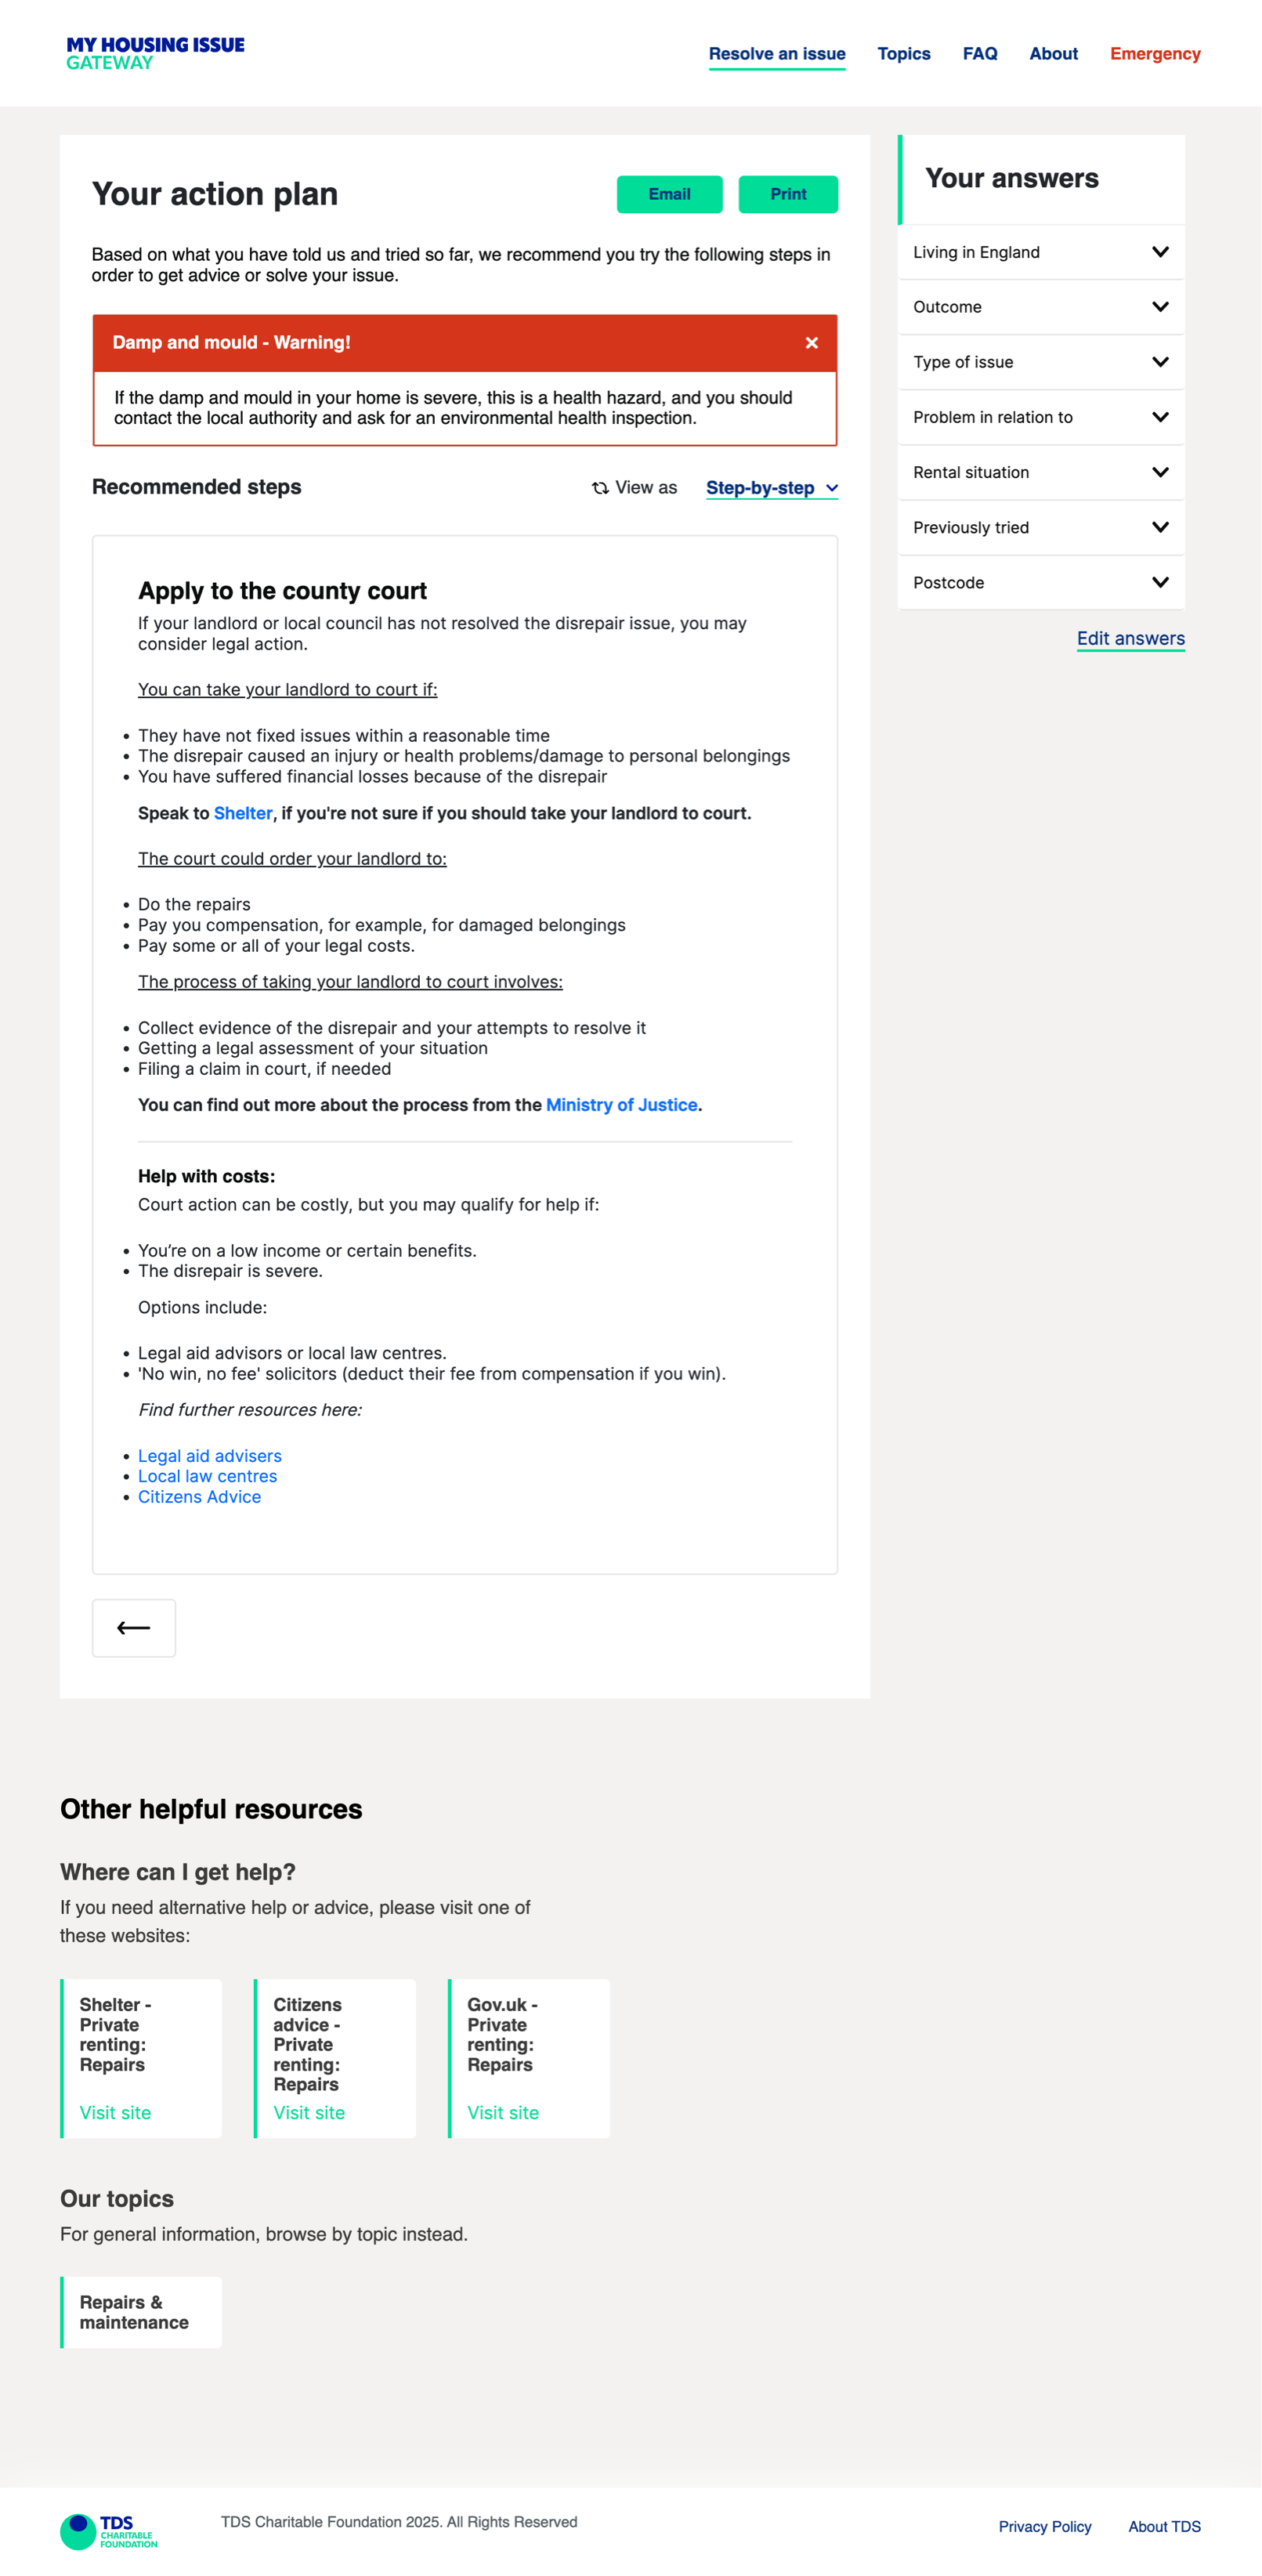 MY HOUSING ISSUE
GATEWAY
Resolve an issue
Topics
FAQ
About
Emergency
Your action plan
Email
Print
Based on what you have told us and tried so far, we recommend you try the following steps in
order to get advice or solve your issue.
Damp and mould - Warning!
If the damp and mould in your home is severe, this is a health hazard, and you should
contact the local authority and ask for an environmental health inspection.
Recommended steps
View as
Step-by-step
Apply to the county court
If your landlord or local council has not resolved the disrepair issue, you may
consider legal action.
You can take your landlord to court if:
• They have not fixed issues within a reasonable time
• The disrepair caused an injury or health problems/damage to personal belongings
• You have suffered financial losses because of the disrepair
Speak to Shelter, if you're not sure if you should take your landlord to court.
The court could order your landlord to:
• Do the repairs
• Pay you compensation, for example, for damaged belongings
• Pay some or all of your legal costs.
The process of taking your landlord to court involves:
• Collect evidence of the disrepair and your attempts to resolve it
• Getting a legal assessment of your situation
• Filing a claim in court, if needed
You can find out more about the process from the Ministry of Justice.
Help with costs:
Court action can be costly, but you may qualify for help if:
• You're on a low income or certain benefits.
• The disrepair is severe.
Options include:
• Legal aid advisors or local law centres.
• 'No win, no fee' solicitors (deduct their fee from compensation if you win).
Find further resources here:
• Legal aid advisers
• Local law centres
• Citizens Advice
Your answers
Living in England
Outcome
Type of issue
Problem in relation to
Rental situation
Previously tried
Postcode
Edit answers
Other helpful resources
Where can I get help?
If you need alternative help or advice, please visit one of
these websites:
Shelter -
Private
renting:
Repairs
Visit site
Citizens
advice -
Private
renting:
Repairs
Visit site
Gov.uk -
Private
renting:
Repairs
Visit site
Our topics
For general information, browse by topic instead.
Repairs &
maintenance
TDS
CHARITABLE
FOUNDATION
TDS Charitable Foundation 2025. All Rights Reserved
Privacy Policy
About TDS